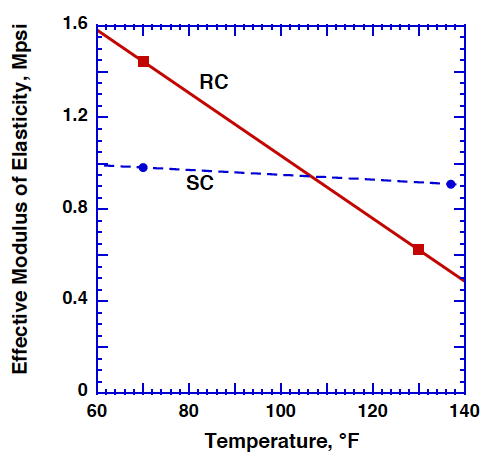 Effective Modulus of Elasticity, Mpsi
1.6
1.2
0.8
0.4
0
RC
SC
60 80 100 120 140
Temperature, °F